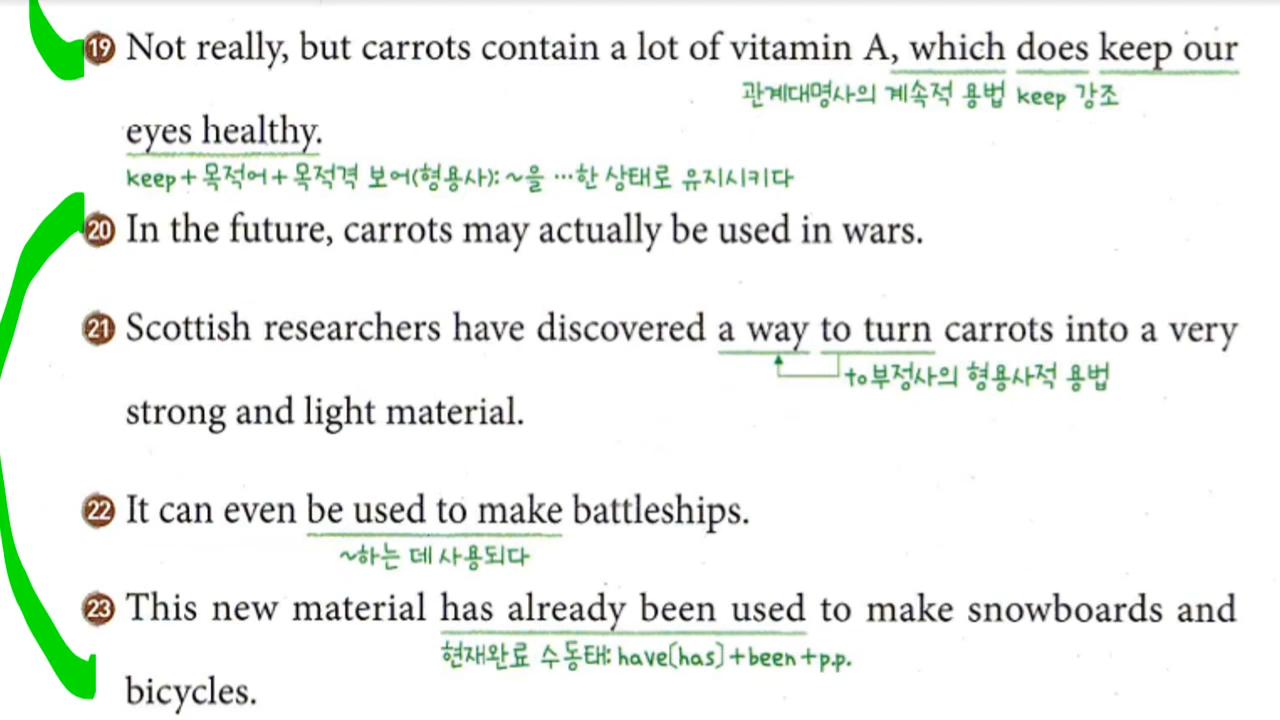 19 Not really, but carrots contain a lot of vitamin A, which does keep our
관계대명사의 계속적 용법 keep 강조
eyes healthy.
keep+목적어+목적격 보어(형용사): ~을 …한 상태로 유지시키다
20 In the future, carrots may actually be used in wars.
21 Scottish researchers have discovered a way to turn carrots into a very
to부정사의 형용사적 용법
strong and light material.
22 It can even be used to make battleships.
~하는 데 사용되다
23 This new material has already been used to make snowboards and
현재완료 수동태: have[has]+been+p.p.
bicycles.